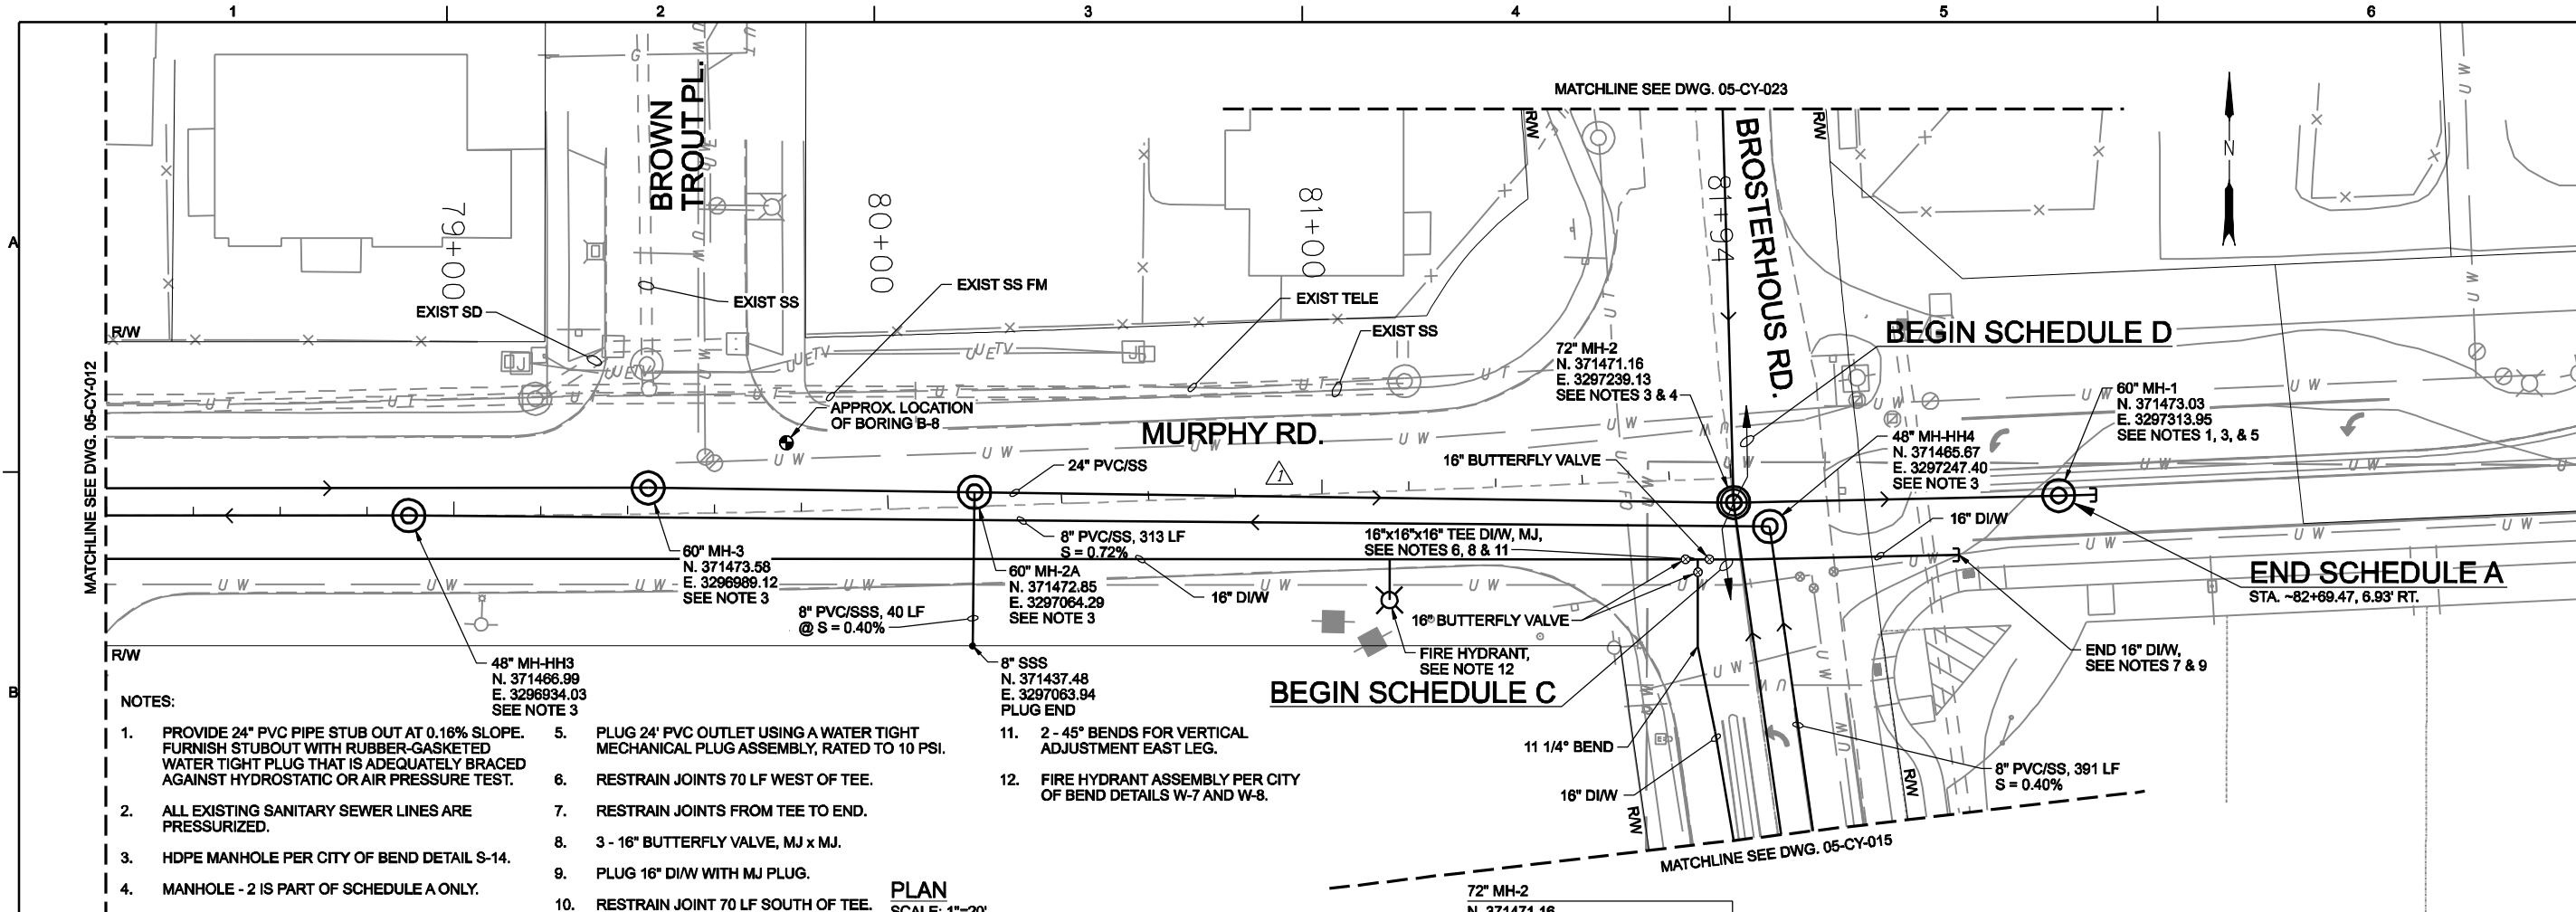 1
2
3
4
5
6
MATCHLINE SEE DWG. 05-CY-023
BROWN
TROUT PL.
BROSTERHOUS RD.
R/W
R/W
N
A
79+00
80+00
81+00
81+94
EXIST SD
EXIST SS
EXIST SS FM
EXIST TELE
EXIST SS
R/W
BEGIN SCHEDULE D
72" MH-2
N. 371471.16
E. 3297239.13
SEE NOTES 3 & 4
60" MH-1
N. 371473.03
E. 3297313.95
SEE NOTES 1, 3, & 5
MATCHLINE SEE DWG. 05-CY-012
APPROX. LOCATION
OF BORING B-8
MURPHY RD.
48" MH-HH4
N. 371465.67
E. 3297247.40
SEE NOTE 3
24" PVC/SS
1
16" BUTTERFLY VALVE
16" DI/W
8" PVC/SS, 313 LF
S = 0.72%
16"x16"x16" TEE DI/W, MJ,
SEE NOTES 6, 8 & 11
60" MH-3
N. 371473.58
E. 3296989.12
SEE NOTE 3
60" MH-2A
N. 371472.85
E. 3297064.29
SEE NOTE 3
16" DI/W
END SCHEDULE A
STA. ~82+69.47, 6.93' RT.
8" PVC/SSS, 40 LF
@ S = 0.40%
16" BUTTERFLY VALVE
R/W
48" MH-HH3
N. 371466.99
E. 3296934.03
SEE NOTE 3
8" SSS
N. 371437.48
E. 3297063.94
PLUG END
FIRE HYDRANT,
SEE NOTE 12
END 16" DI/W,
SEE NOTES 7 & 9
B
BEGIN SCHEDULE C
11 1/4° BEND
16" DI/W
8" PVC/SS, 391 LF
S = 0.40%
R/W
R/W
MATCHLINE SEE DWG. 05-CY-015
NOTES:
1. PROVIDE 24" PVC PIPE STUB OUT AT 0.16% SLOPE.
FURNISH STUBOUT WITH RUBBER-GASKETED
WATER TIGHT PLUG THAT IS ADEQUATELY BRACED
AGAINST HYDROSTATIC OR AIR PRESSURE TEST.
2. ALL EXISTING SANITARY SEWER LINES ARE
PRESSURIZED.
3. HDPE MANHOLE PER CITY OF BEND DETAIL S-14.
4. MANHOLE - 2 IS PART OF SCHEDULE A ONLY.
5. PLUG 24' PVC OUTLET USING A WATER TIGHT
MECHANICAL PLUG ASSEMBLY, RATED TO 10 PSI.
6. RESTRAIN JOINTS 70 LF WEST OF TEE.
7. RESTRAIN JOINTS FROM TEE TO END.
8. 3 - 16" BUTTERFLY VALVE, MJ x MJ.
9. PLUG 16" DI/W WITH MJ PLUG.
10. RESTRAIN JOINT 70 LF SOUTH OF TEE.
11. 2 - 45° BENDS FOR VERTICAL
ADJUSTMENT EAST LEG.
12. FIRE HYDRANT ASSEMBLY PER CITY
OF BEND DETAILS W-7 AND W-8.
PLAN
SCALE: 1"=20'
72" MH-2
N. 371471.16